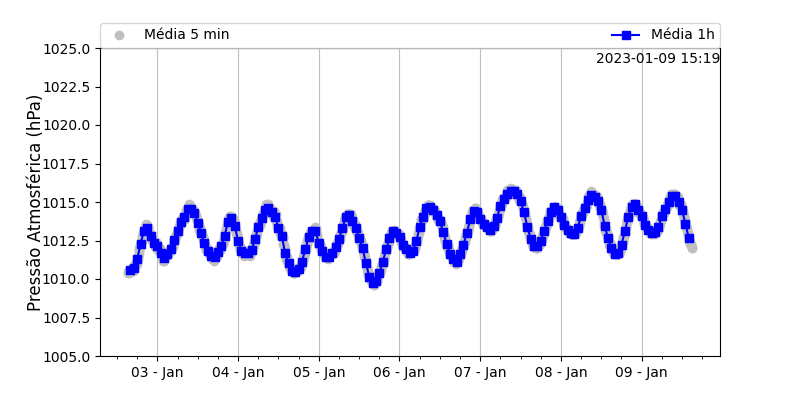 Média 5 min
Média 1h
2023-01-09 15:19
Pressão Atmosférica (hPa)
1025.0
1022.5
1020.0
1017.5
1015.0
1012.5
1010.0
1007.5
1005.0
03 - Jan
04 - Jan
05 - Jan
06 - Jan
07 - Jan
08 - Jan
09 - Jan